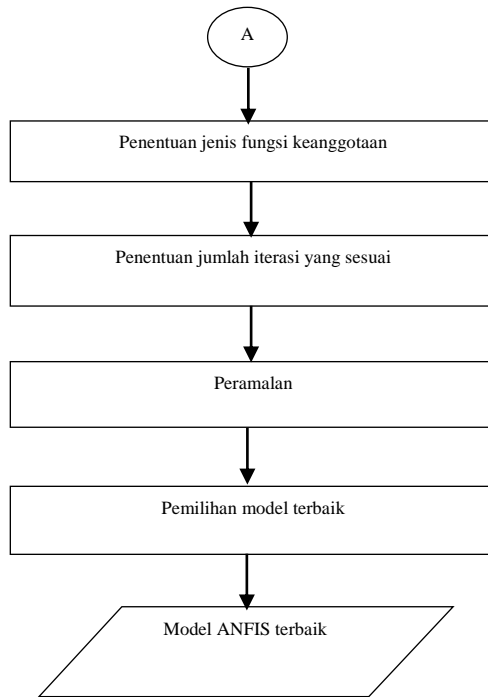 A
Penentuan jenis fungsi keanggotaan
Penentuan jumlah iterasi yang sesuai
Peramalan
Pemilihan model terbaik
Model ANFIS terbaik